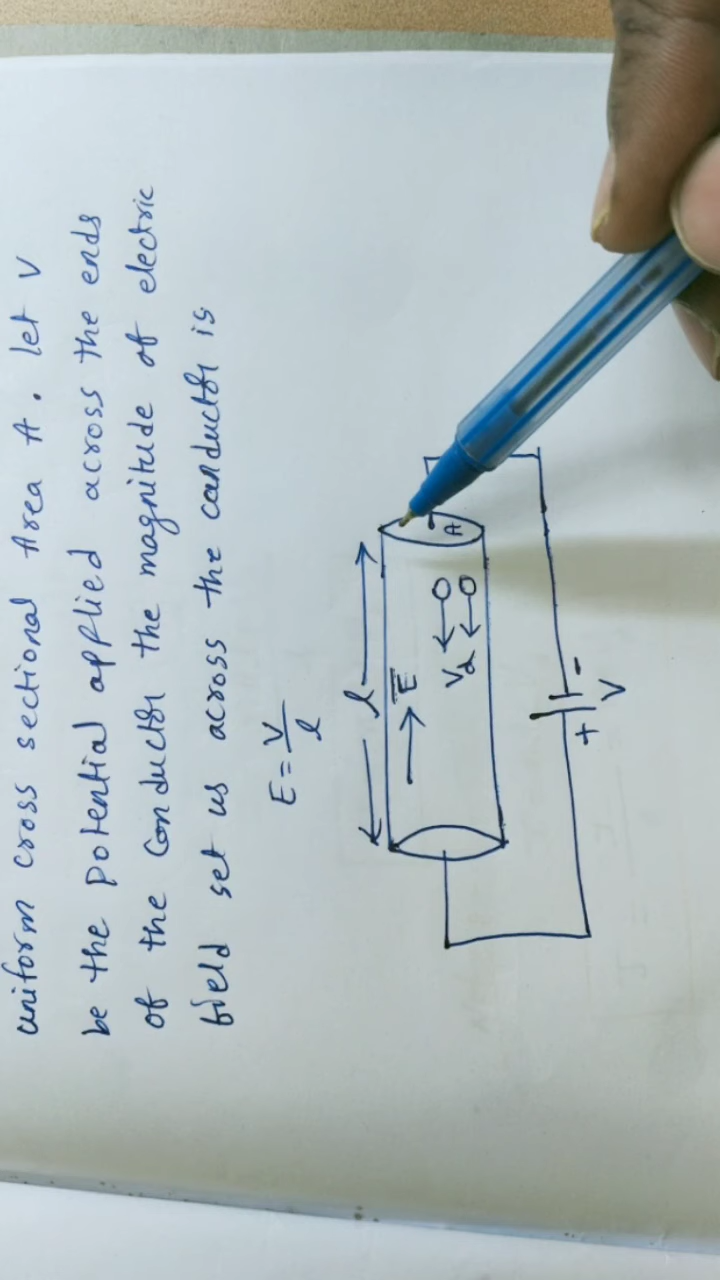 uniform cross sectional Area A. let V
be the potential applied across the ends
of the conductor the magnitude of electric
field set us across the conductor is
E = V/l
l
E
Vd
A
+ -
V